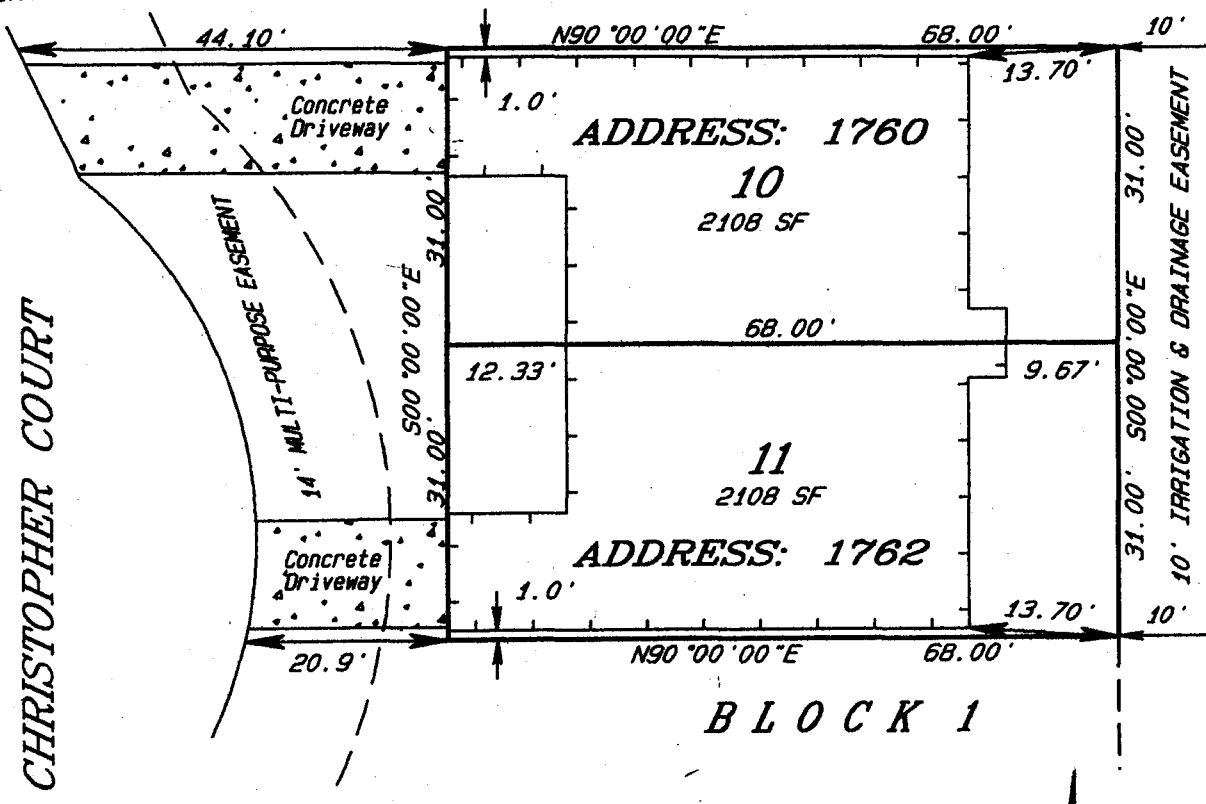 44.10'
N90°00'00"E
68.00'
10'
13.70'
1.0'
Concrete
Driveway
ADDRESS: 1760
10
2108 SF
31.00'
31.00'
14' MULTI-PURPOSE EASEMENT
S00°00'00"E
68.00'
12.33'
9.67'
S00°00'00"E
10' IRRIGATION & DRAINAGE EASEMENT
CHRISTOPHER COURT
31.00'
31.00'
11
2108 SF
ADDRESS: 1762
Concrete
Driveway
1.0'
13.70'
10'
20.9'
N90°00'00"E
68.00'
BLOCK 1